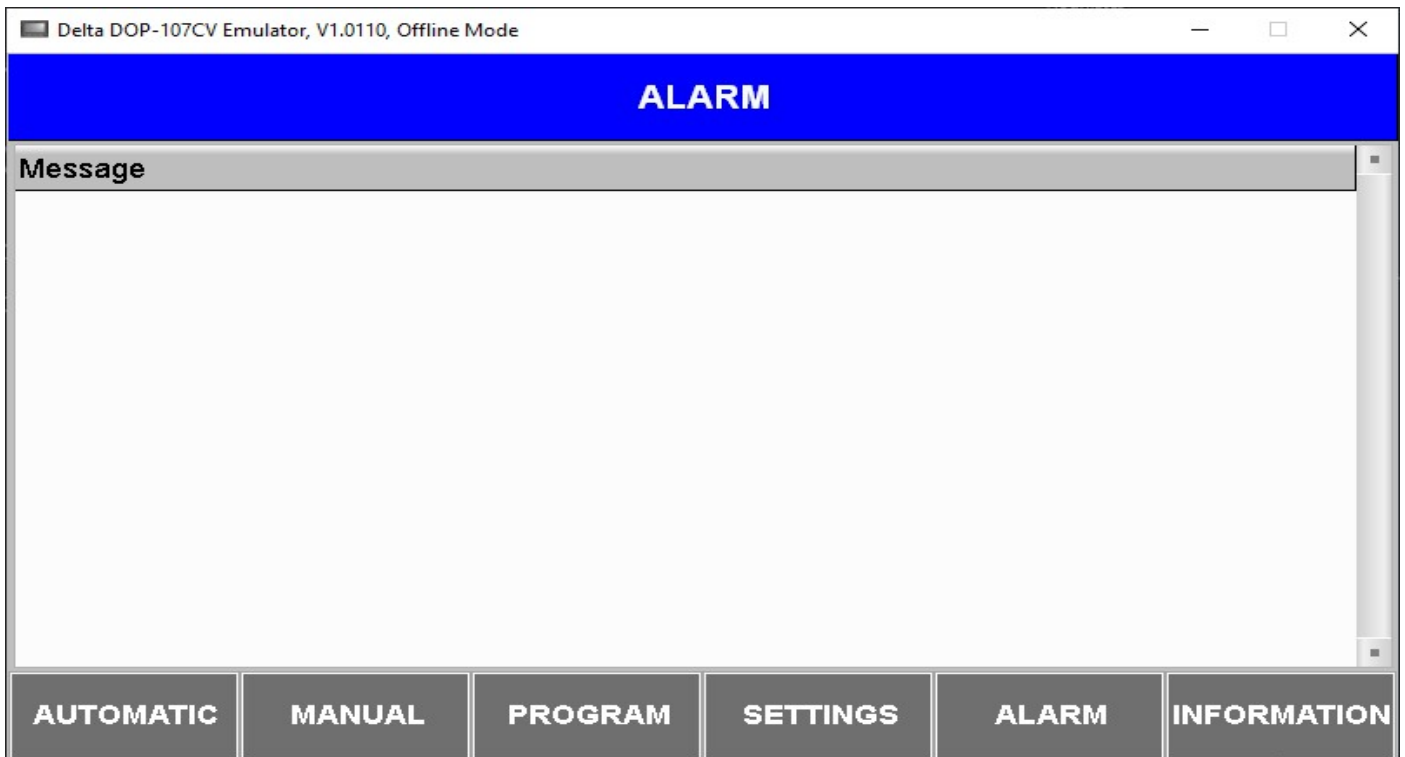 Delta DOP-107CV Emulator, V1.0110, Offline Mode
ALARM
Message
AUTOMATIC MANUAL PROGRAM SETTINGS ALARM INFORMATION